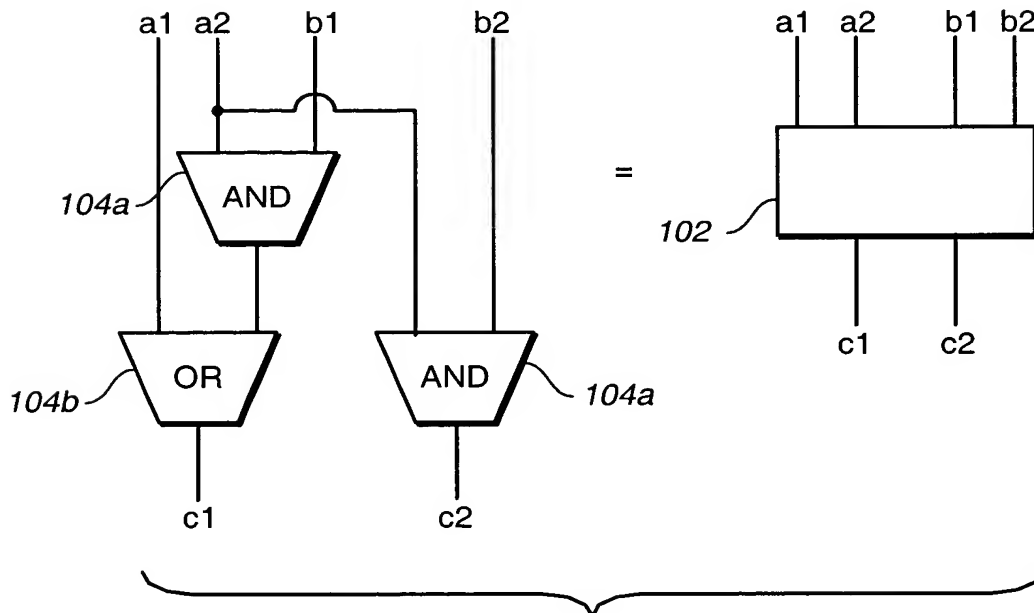 a1 a2 b1 b2 a1 a2 b1 b2
104a AND = 102
OR AND
104b 104a
c1 c2
c1 c2